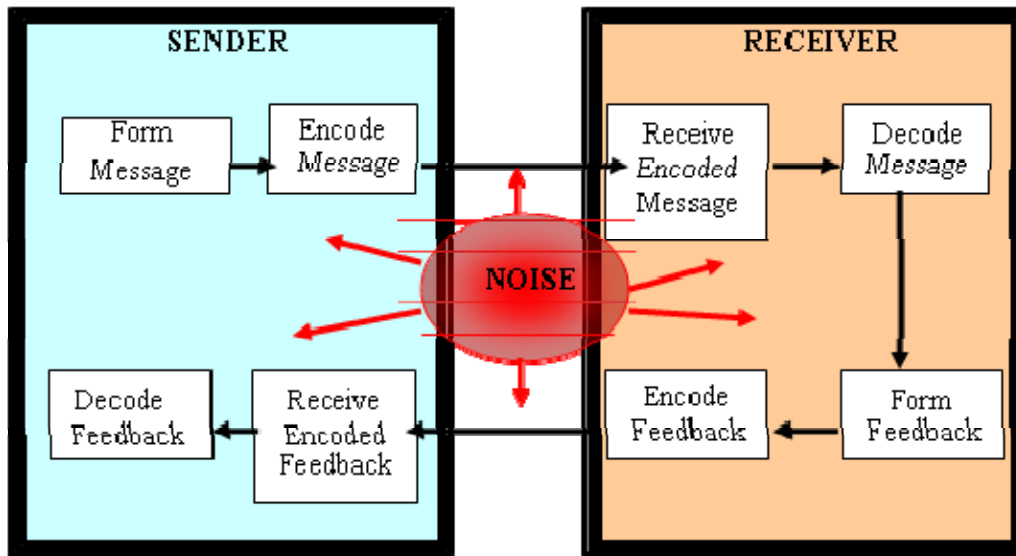 SENDER
RECEIVER
Form
Message
Encode
Message
Receive
Encoded
Message
Decode
Message
NOISE
Decode
Feedback
Receive
Encoded
Feedback
Encode
Feedback
Form
Feedback